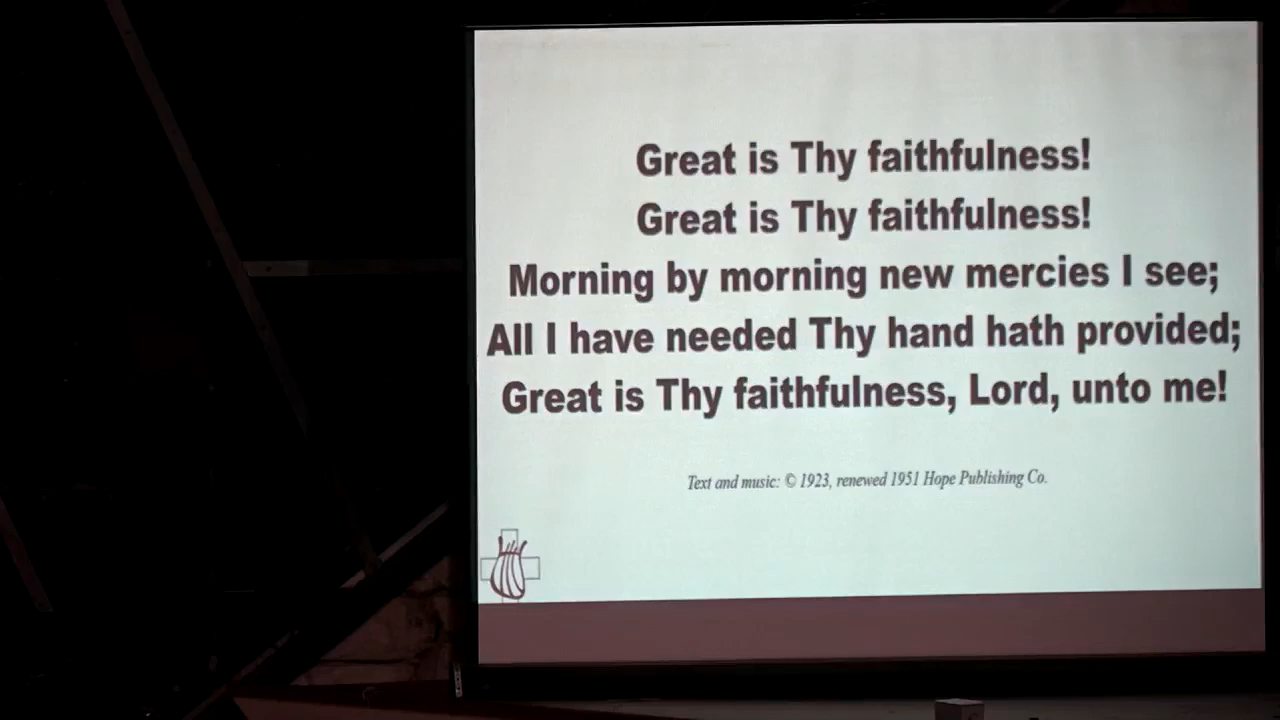 Great is Thy faithfulness!
Great is Thy faithfulness!
Morning by morning new mercies I see;
All I have needed Thy hand hath provided;
Great is Thy faithfulness, Lord, unto me!
Text and music: © 1923, renewed 1951 Hope Publishing Co.